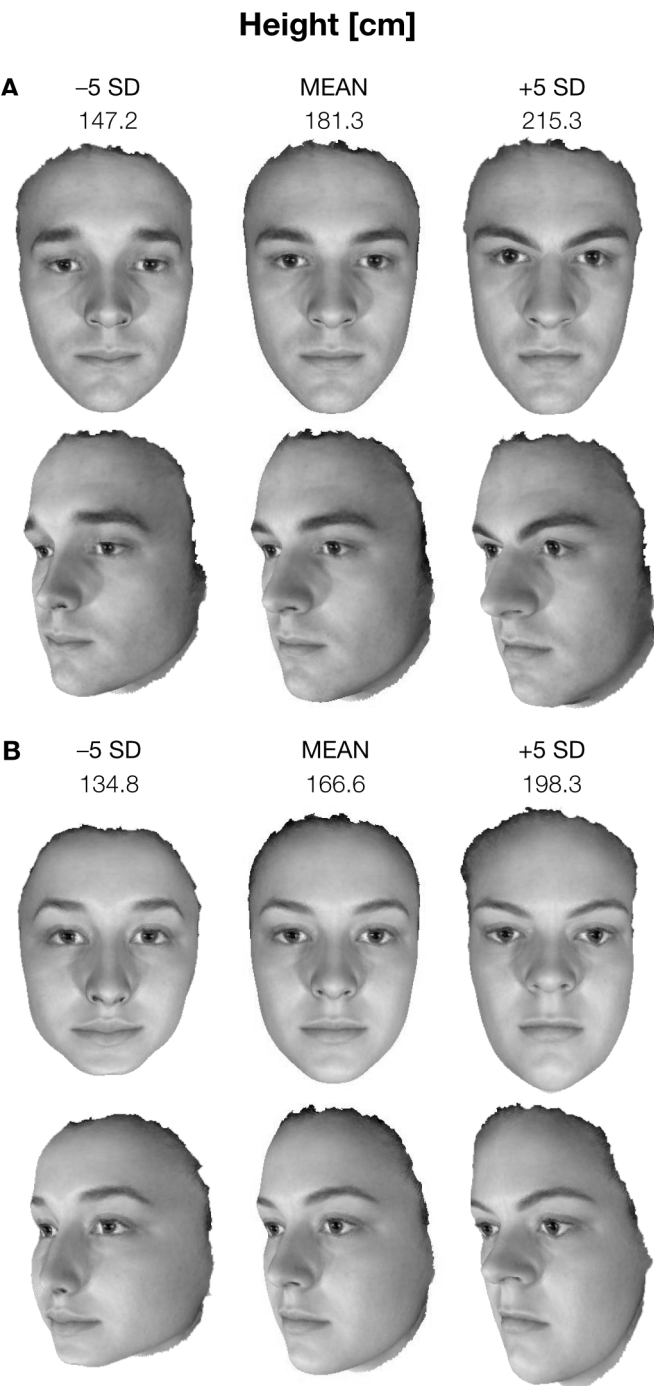 Height [cm]
A
–5 SD MEAN +5 SD
147.2 181.3 215.3
B
–5 SD MEAN +5 SD
134.8 166.6 198.3